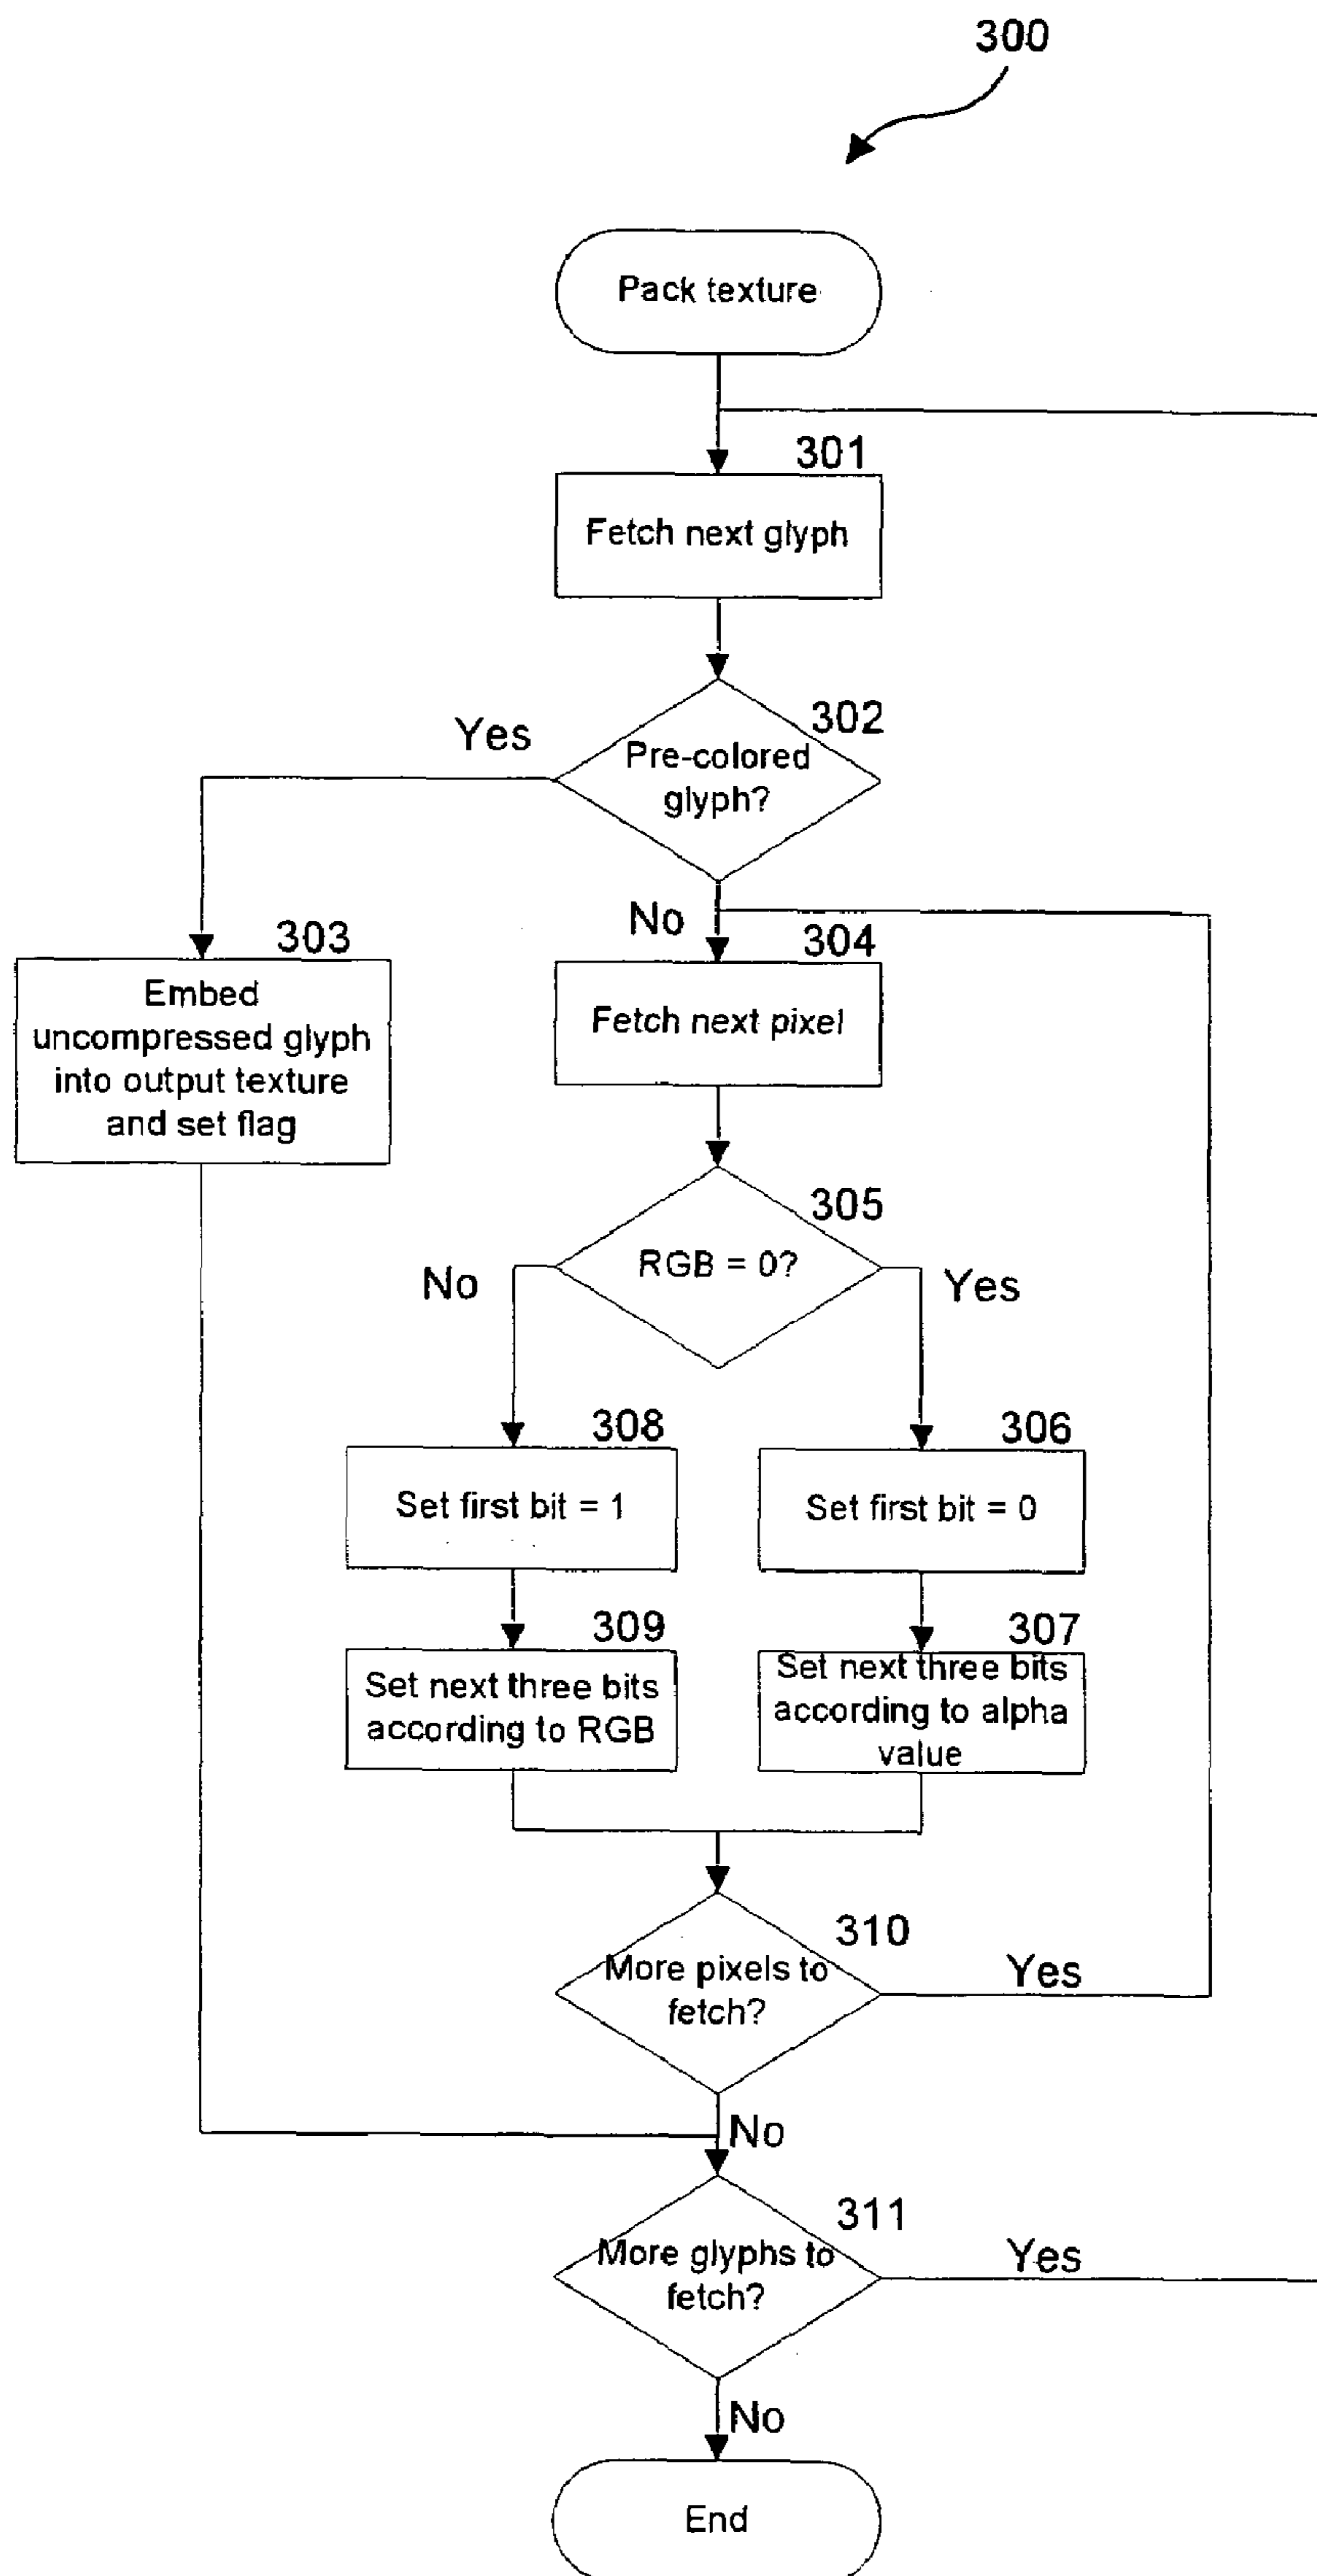 300
Pack texture
301
Fetch next glyph
302
Pre-colored
glyph?
Yes
No
303
Embed
uncompressed glyph
into output texture
and set flag
304
Fetch next pixel
305
RGB = 0?
No
Yes
308
Set first bit = 1
306
Set first bit = 0
309
Set next three bits
according to RGB
307
Set next three bits
according to alpha
value
310
More pixels to
fetch?
Yes
No
311
More glyphs to
fetch?
Yes
No
End